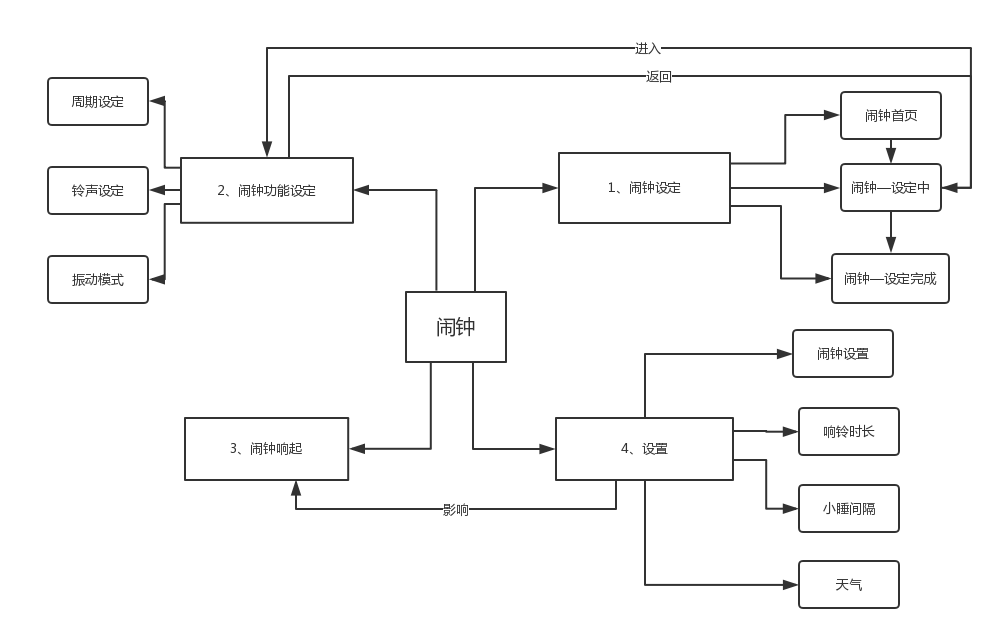 进入
返回
周期设定
闹钟首页
铃声设定
2、闹钟功能设定
1、闹钟设定
闹钟—设定中
振动模式
闹钟—设定完成
闹钟
闹钟设置
3、闹钟响起
4、设置
响铃时长
影响
小睡间隔
天气